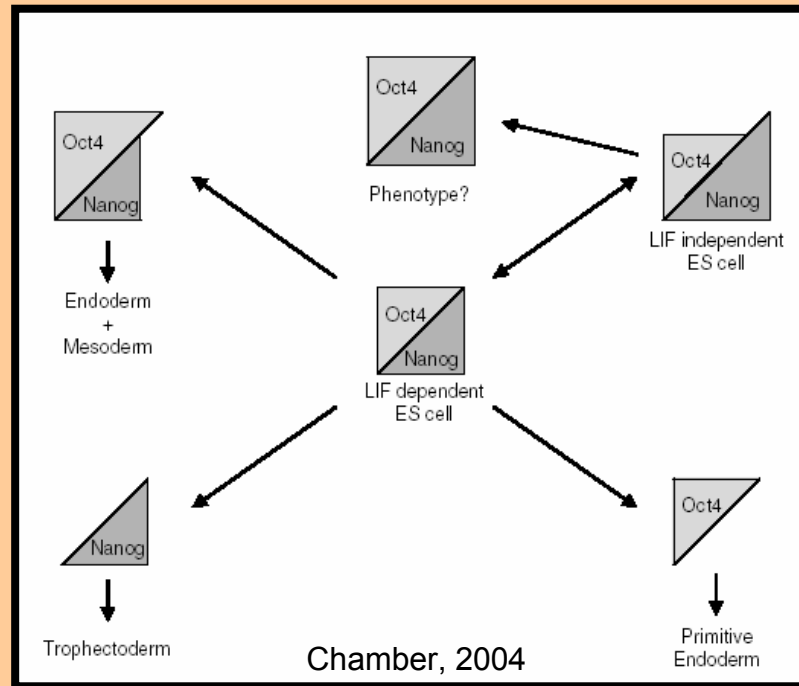 Oct4
Nanog
Endoderm
+
Mesoderm
Oct4
Nanog
Phenotype?
Oct4
Nanog
LIF independent
ES cell
Oct4
Nanog
LIF dependent
ES cell
Nanog
Trophectoderm
Oct4
Primitive
Endoderm
Chamber, 2004